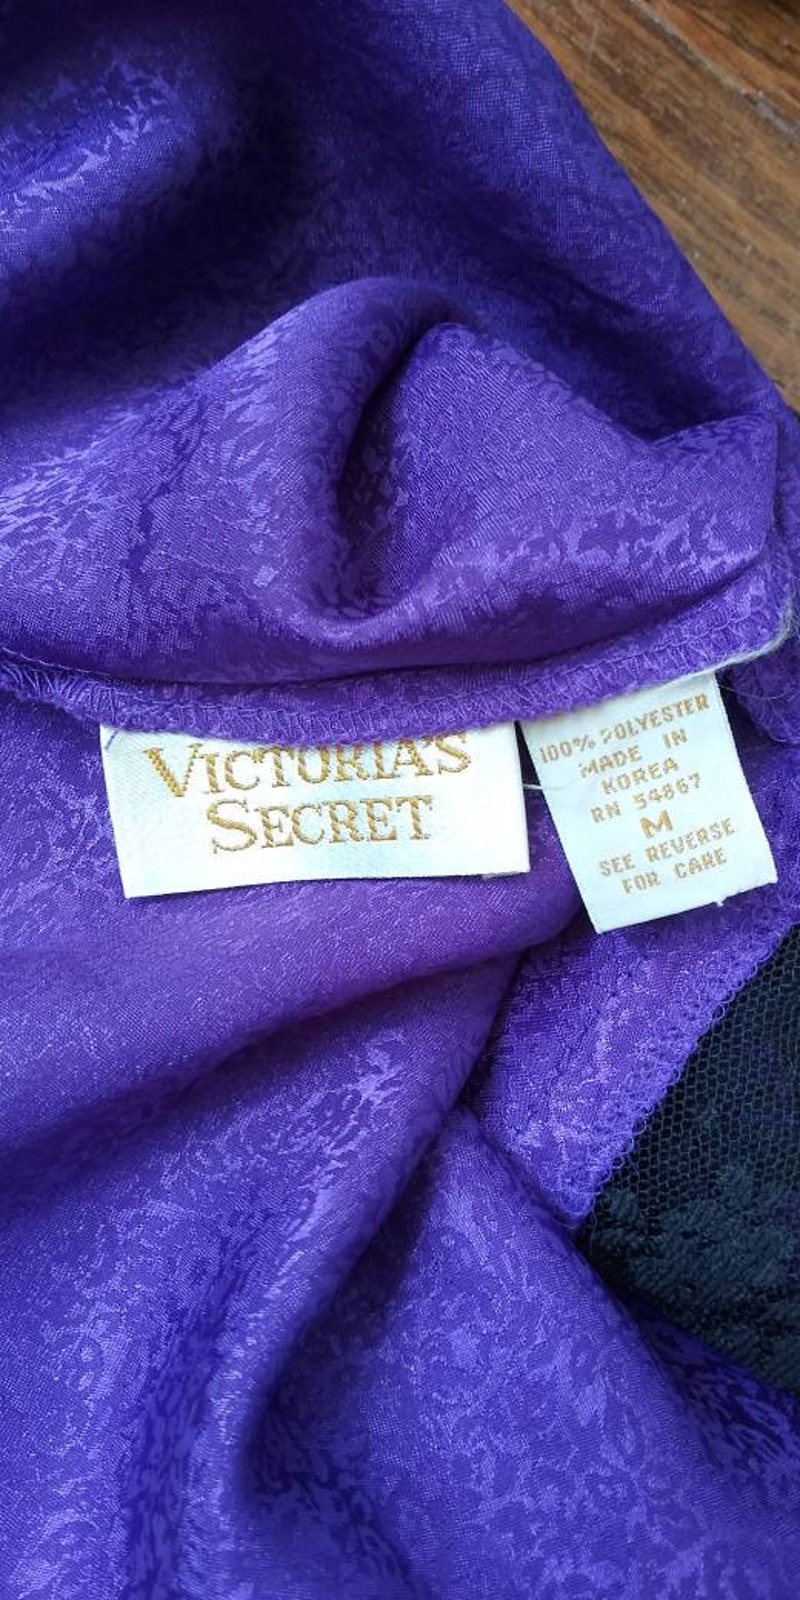 VICTORIA'S
SECRET
100% POLYESTER
MADE IN
KOREA
RN 54867
M
SEE REVERSE
FOR CARE